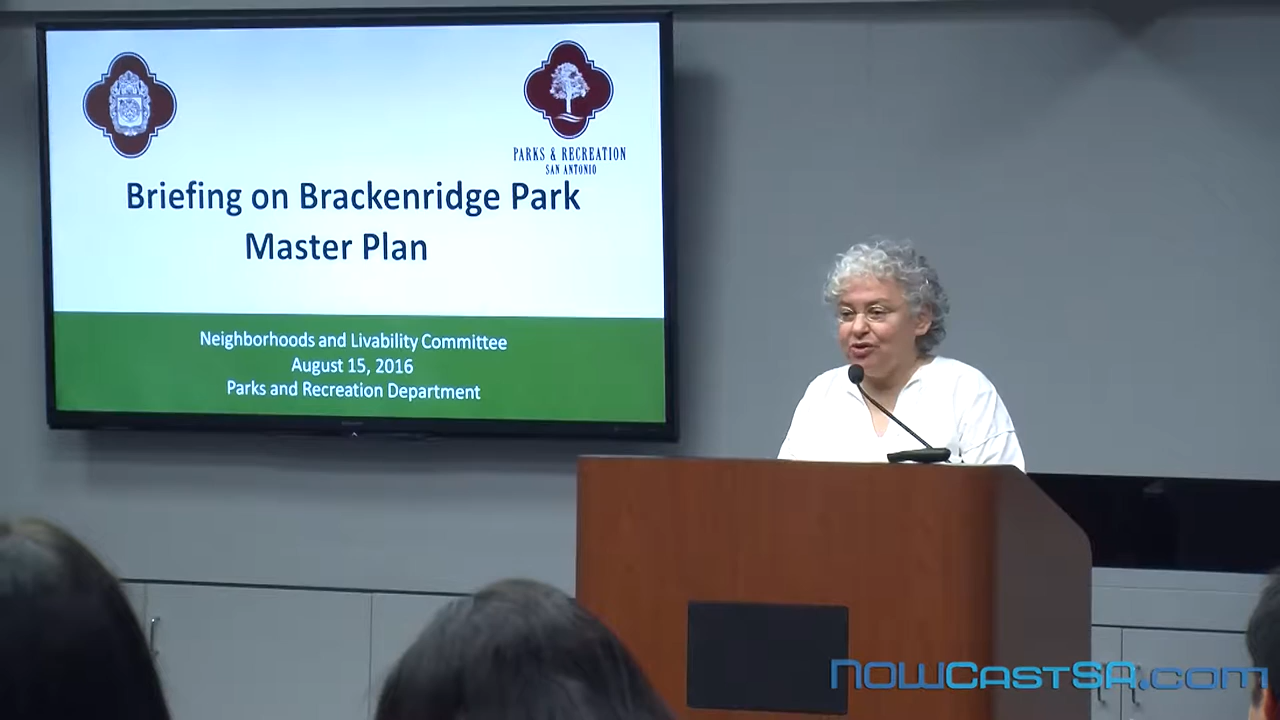 PARKS & RECREATION
SAN ANTONIO
Briefing on Brackenridge Park
Master Plan
Neighborhoods and Livability Committee
August 15, 2016
Parks and Recreation Department
NOWCASTSA.com